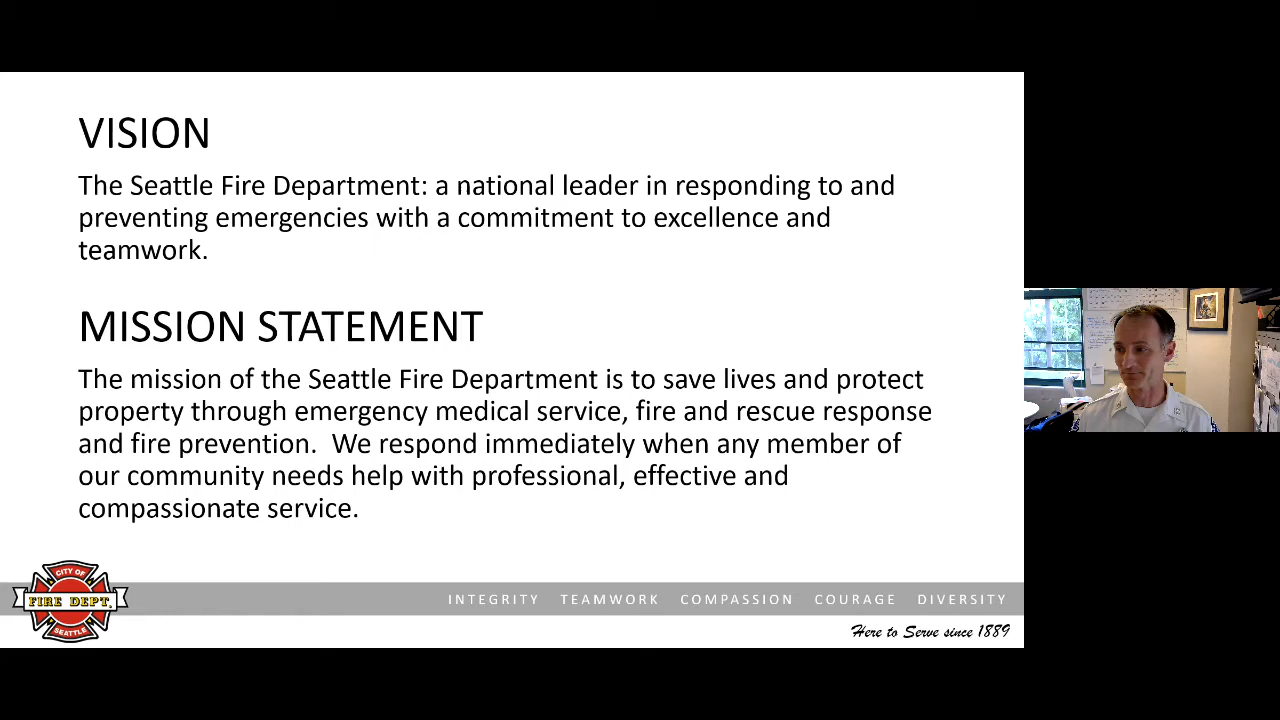 VISION
The Seattle Fire Department: a national leader in responding to and
preventing emergencies with a commitment to excellence and
teamwork.
MISSION STATEMENT
The mission of the Seattle Fire Department is to save lives and protect
property through emergency medical service, fire and rescue response
and fire prevention.  We respond immediately when any member of
our community needs help with professional, effective and
compassionate service.
CITY OF
FIRE DEPT.
SEATTLE
INTEGRITY TEAMWORK COMPASSION COURAGE DIVERSITY
Here to Serve since 1889